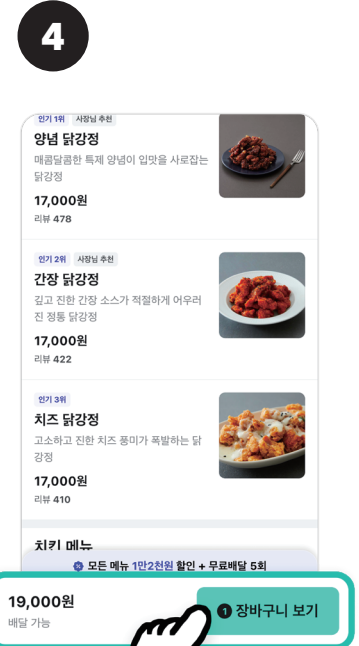 4
인기 1위 사장님 추천
양념 닭강정
매콤달콤한 특제 양념이 입맛을 사로잡는
닭강정
17,000원
리뷰 478
인기 2위 사장님 추천
간장 닭강정
깊고 진한 간장 소스가 적절하게 어우러
진 정통 닭강정
17,000원
리뷰 422
인기 3위
치즈 닭강정
고소하고 진한 치즈 풍미가 폭발하는 닭
강정
17,000원
리뷰 410
치킨 메뉴
모든 메뉴 1만2천원 할인 + 무료배달 5회
19,000원
배달 가능
1 장바구니 보기